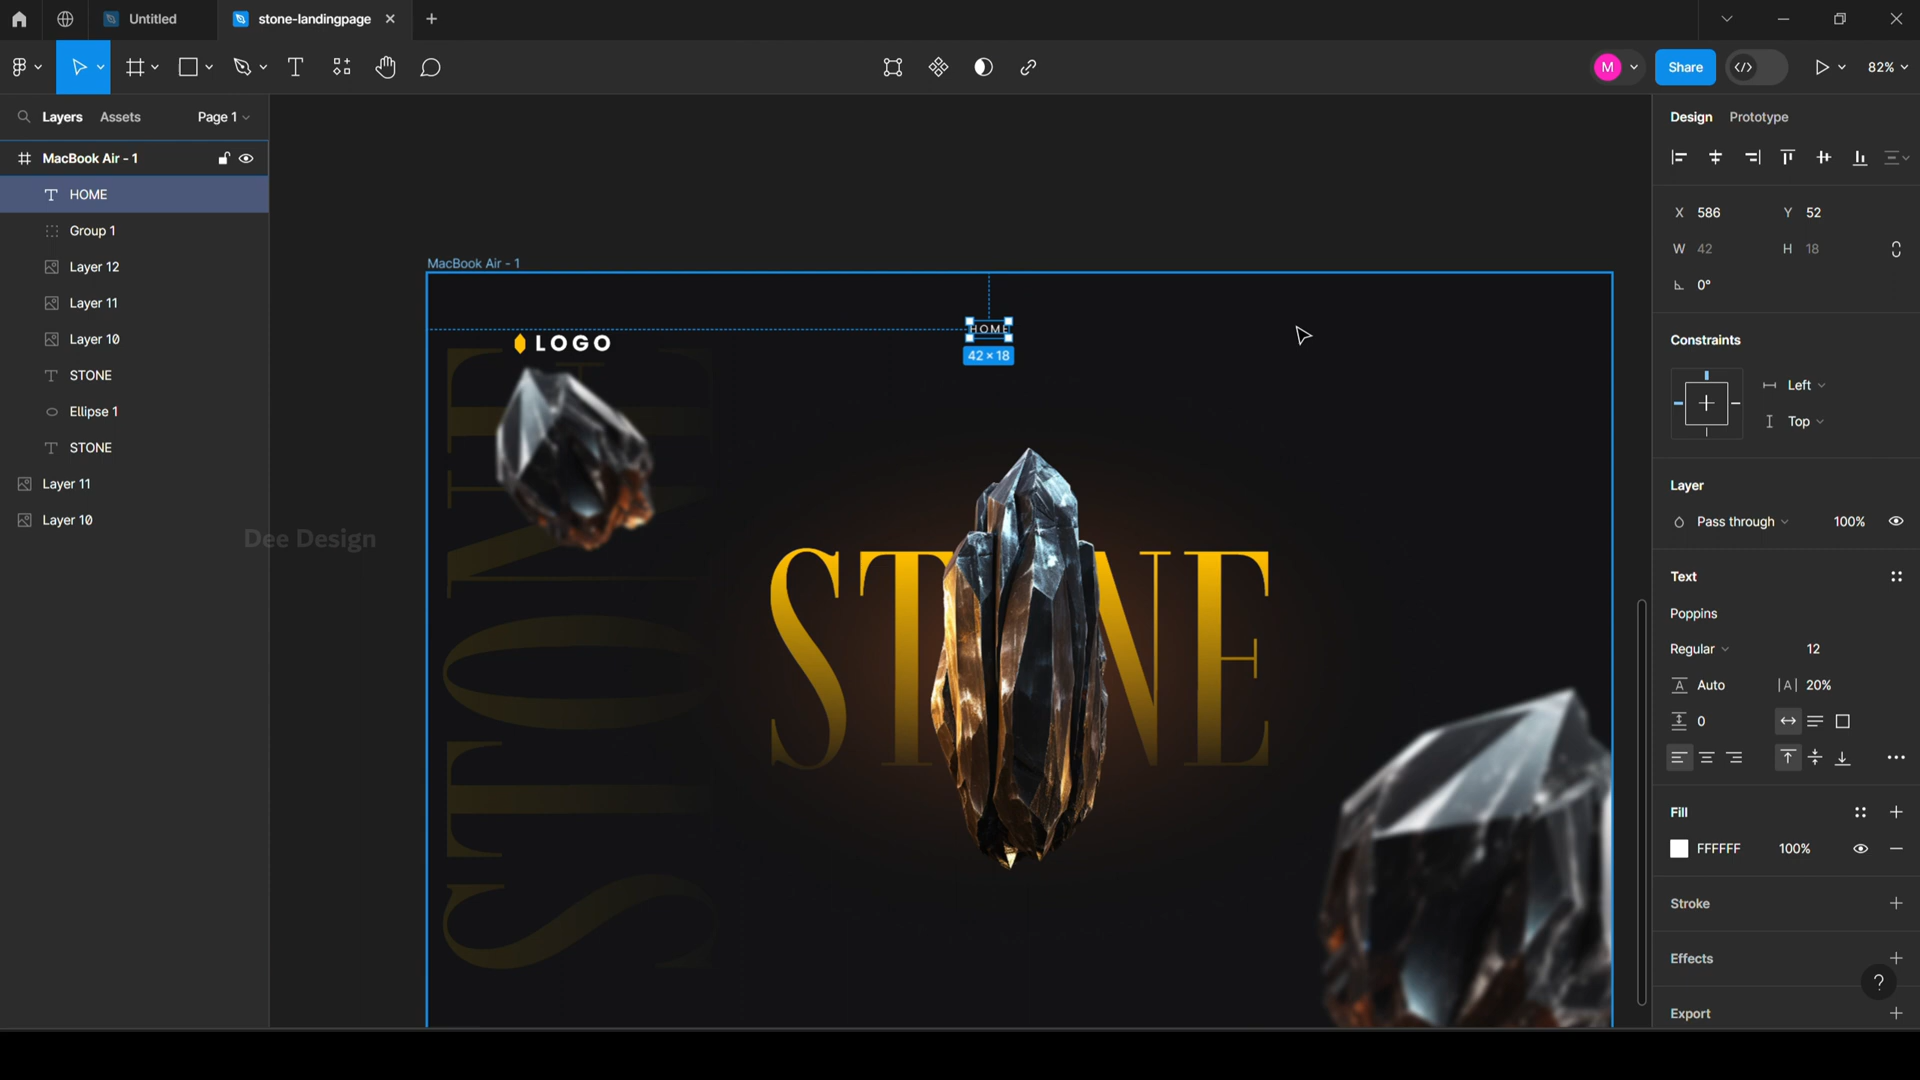 Untitled
stone-landingpage
M
Share
82%
Layers
Assets
Page 1
MacBook Air - 1
HOME
Group 1
Layer 12
Layer 11
Layer 10
STONE
Ellipse 1
STONE
Layer 11
Layer 10
Dee Design
MacBook Air - 1
LOGO
HOME
42 × 18
STONE
STONE
Design
Prototype
X 586
Y 52
W 42
H 18
0°
Constraints
Left
Top
Layer
Pass through
100%
Text
Poppins
Regular
12
A Auto
|A| 20%
0
Fill
FFFFFF
100%
Stroke
Effects
?
Export